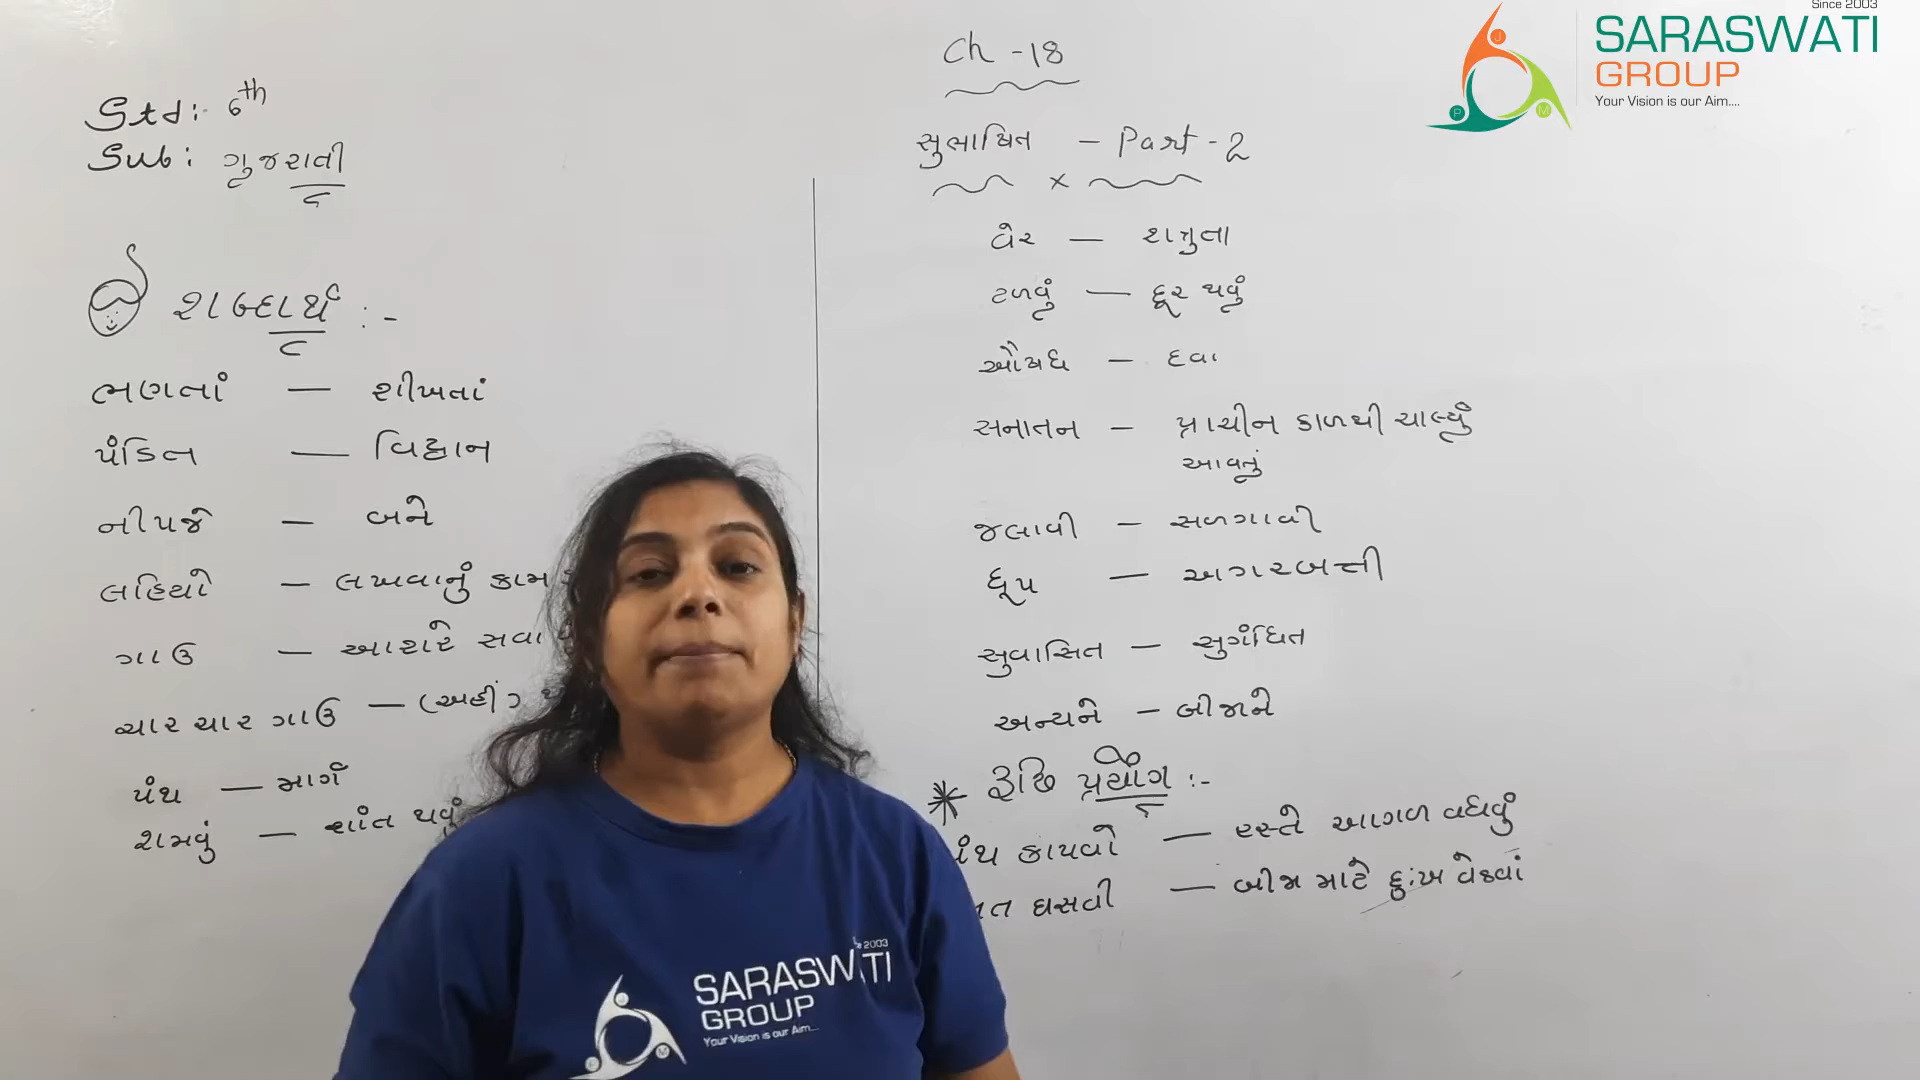 Std: 6th
Sub: ગુજરાતી
શબ્દાર્થ :-
ભણતાં — શીખતાં
પંડિત — વિદ્વાન
નીપજે — બને
લહિયો — લખવાનું કામ
ગાઉ — આશરે સવા
ચાર ચાર ગાઉ — (અહીં)
પંથ — માર્ગ
શમવું — શાંત થવું
Ch - 18
સુભાષિત - Part - 2
વેર — શત્રુતા
ટળવું — દૂર થવું
ઔષધ — દવા
સનાતન — પ્રાચીન કાળથી ચાલ્યું
આવતું
જલાવી — સળગાવી
ધૂપ — અગરબત્તી
સુવાસિત — સુગંધિત
અન્યને — બીજાને
* રૂઢિ પ્રયોગ :-
પંથ કાપવો — રસ્તે આગળ વધવું
ઘસવી — બીજા માટે દુ:ખ વેઠવાં
Since 2003
SARASWATI
GROUP
Your Vision is our Aim....
J
P
M
2003
SARASWATI
GROUP
Your Vision is our Aim....